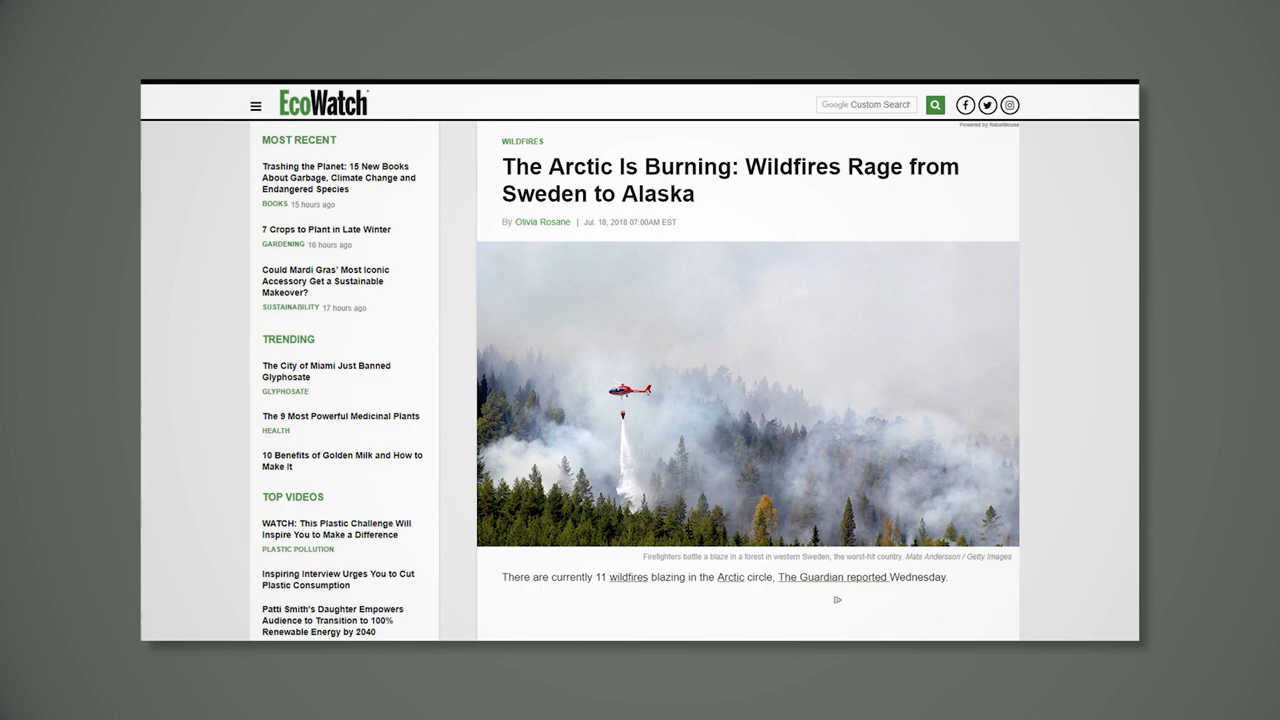 EcoWatch
Google Custom Search
Powered by RebelMouse
MOST RECENT
Trashing the Planet: 15 New Books
About Garbage, Climate Change and
Endangered Species
BOOKS 15 hours ago
7 Crops to Plant in Late Winter
GARDENING 16 hours ago
Could Mardi Gras' Most Iconic
Accessory Get a Sustainable
Makeover?
SUSTAINABILITY 17 hours ago
TRENDING
The City of Miami Just Banned
Glyphosate
GLYPHOSATE
The 9 Most Powerful Medicinal Plants
HEALTH
10 Benefits of Golden Milk and How to
Make It
TOP VIDEOS
WATCH: This Plastic Challenge Will
Inspire You to Make a Difference
PLASTIC POLLUTION
Inspiring Interview Urges You to Cut
Plastic Consumption
Patti Smith's Daughter Empowers
Audience to Transition to 100%
Renewable Energy by 2040
WILDFIRES
The Arctic Is Burning: Wildfires Rage from
Sweden to Alaska
By Olivia Rosane | Jul. 18, 2018 07:00AM EST
Firefighters battle a blaze in a forest in western Sweden, the worst-hit country. Mats Andersson / Getty Images
There are currently 11 wildfires blazing in the Arctic circle, The Guardian reported Wednesday.